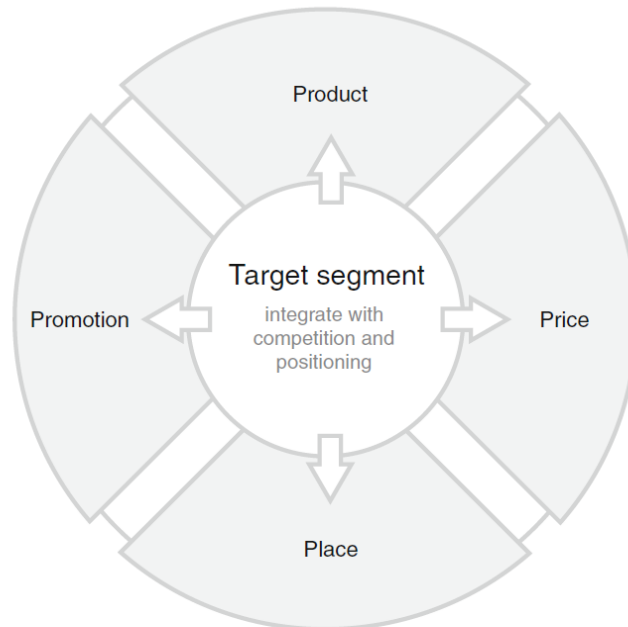 Product
Target segment
integrate with
competition and
positioning
Promotion
Price
Place